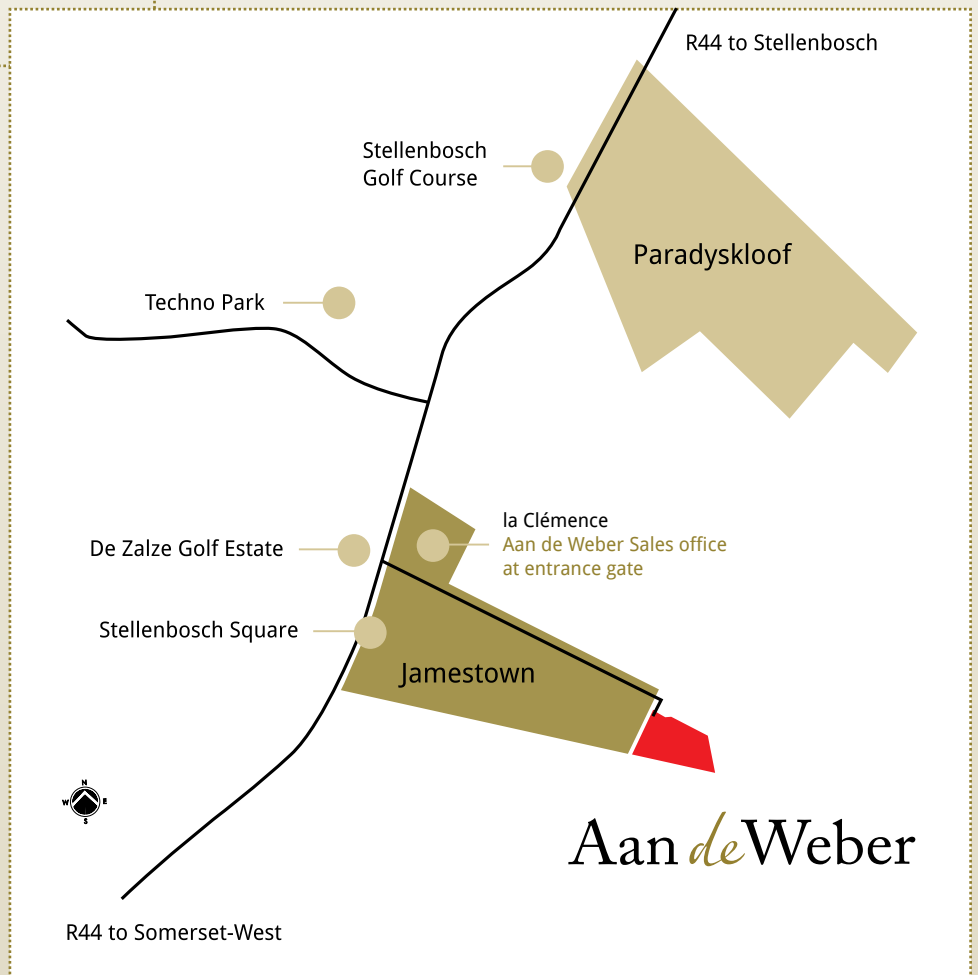 R44 to Stellenbosch
Stellenbosch
Golf Course
Paradyskloof
Techno Park
la Clémence
Aan de Weber Sales office
at entrance gate
De Zalze Golf Estate
Stellenbosch Square
Jamestown
N
W E
S
Aan de Weber
R44 to Somerset-West